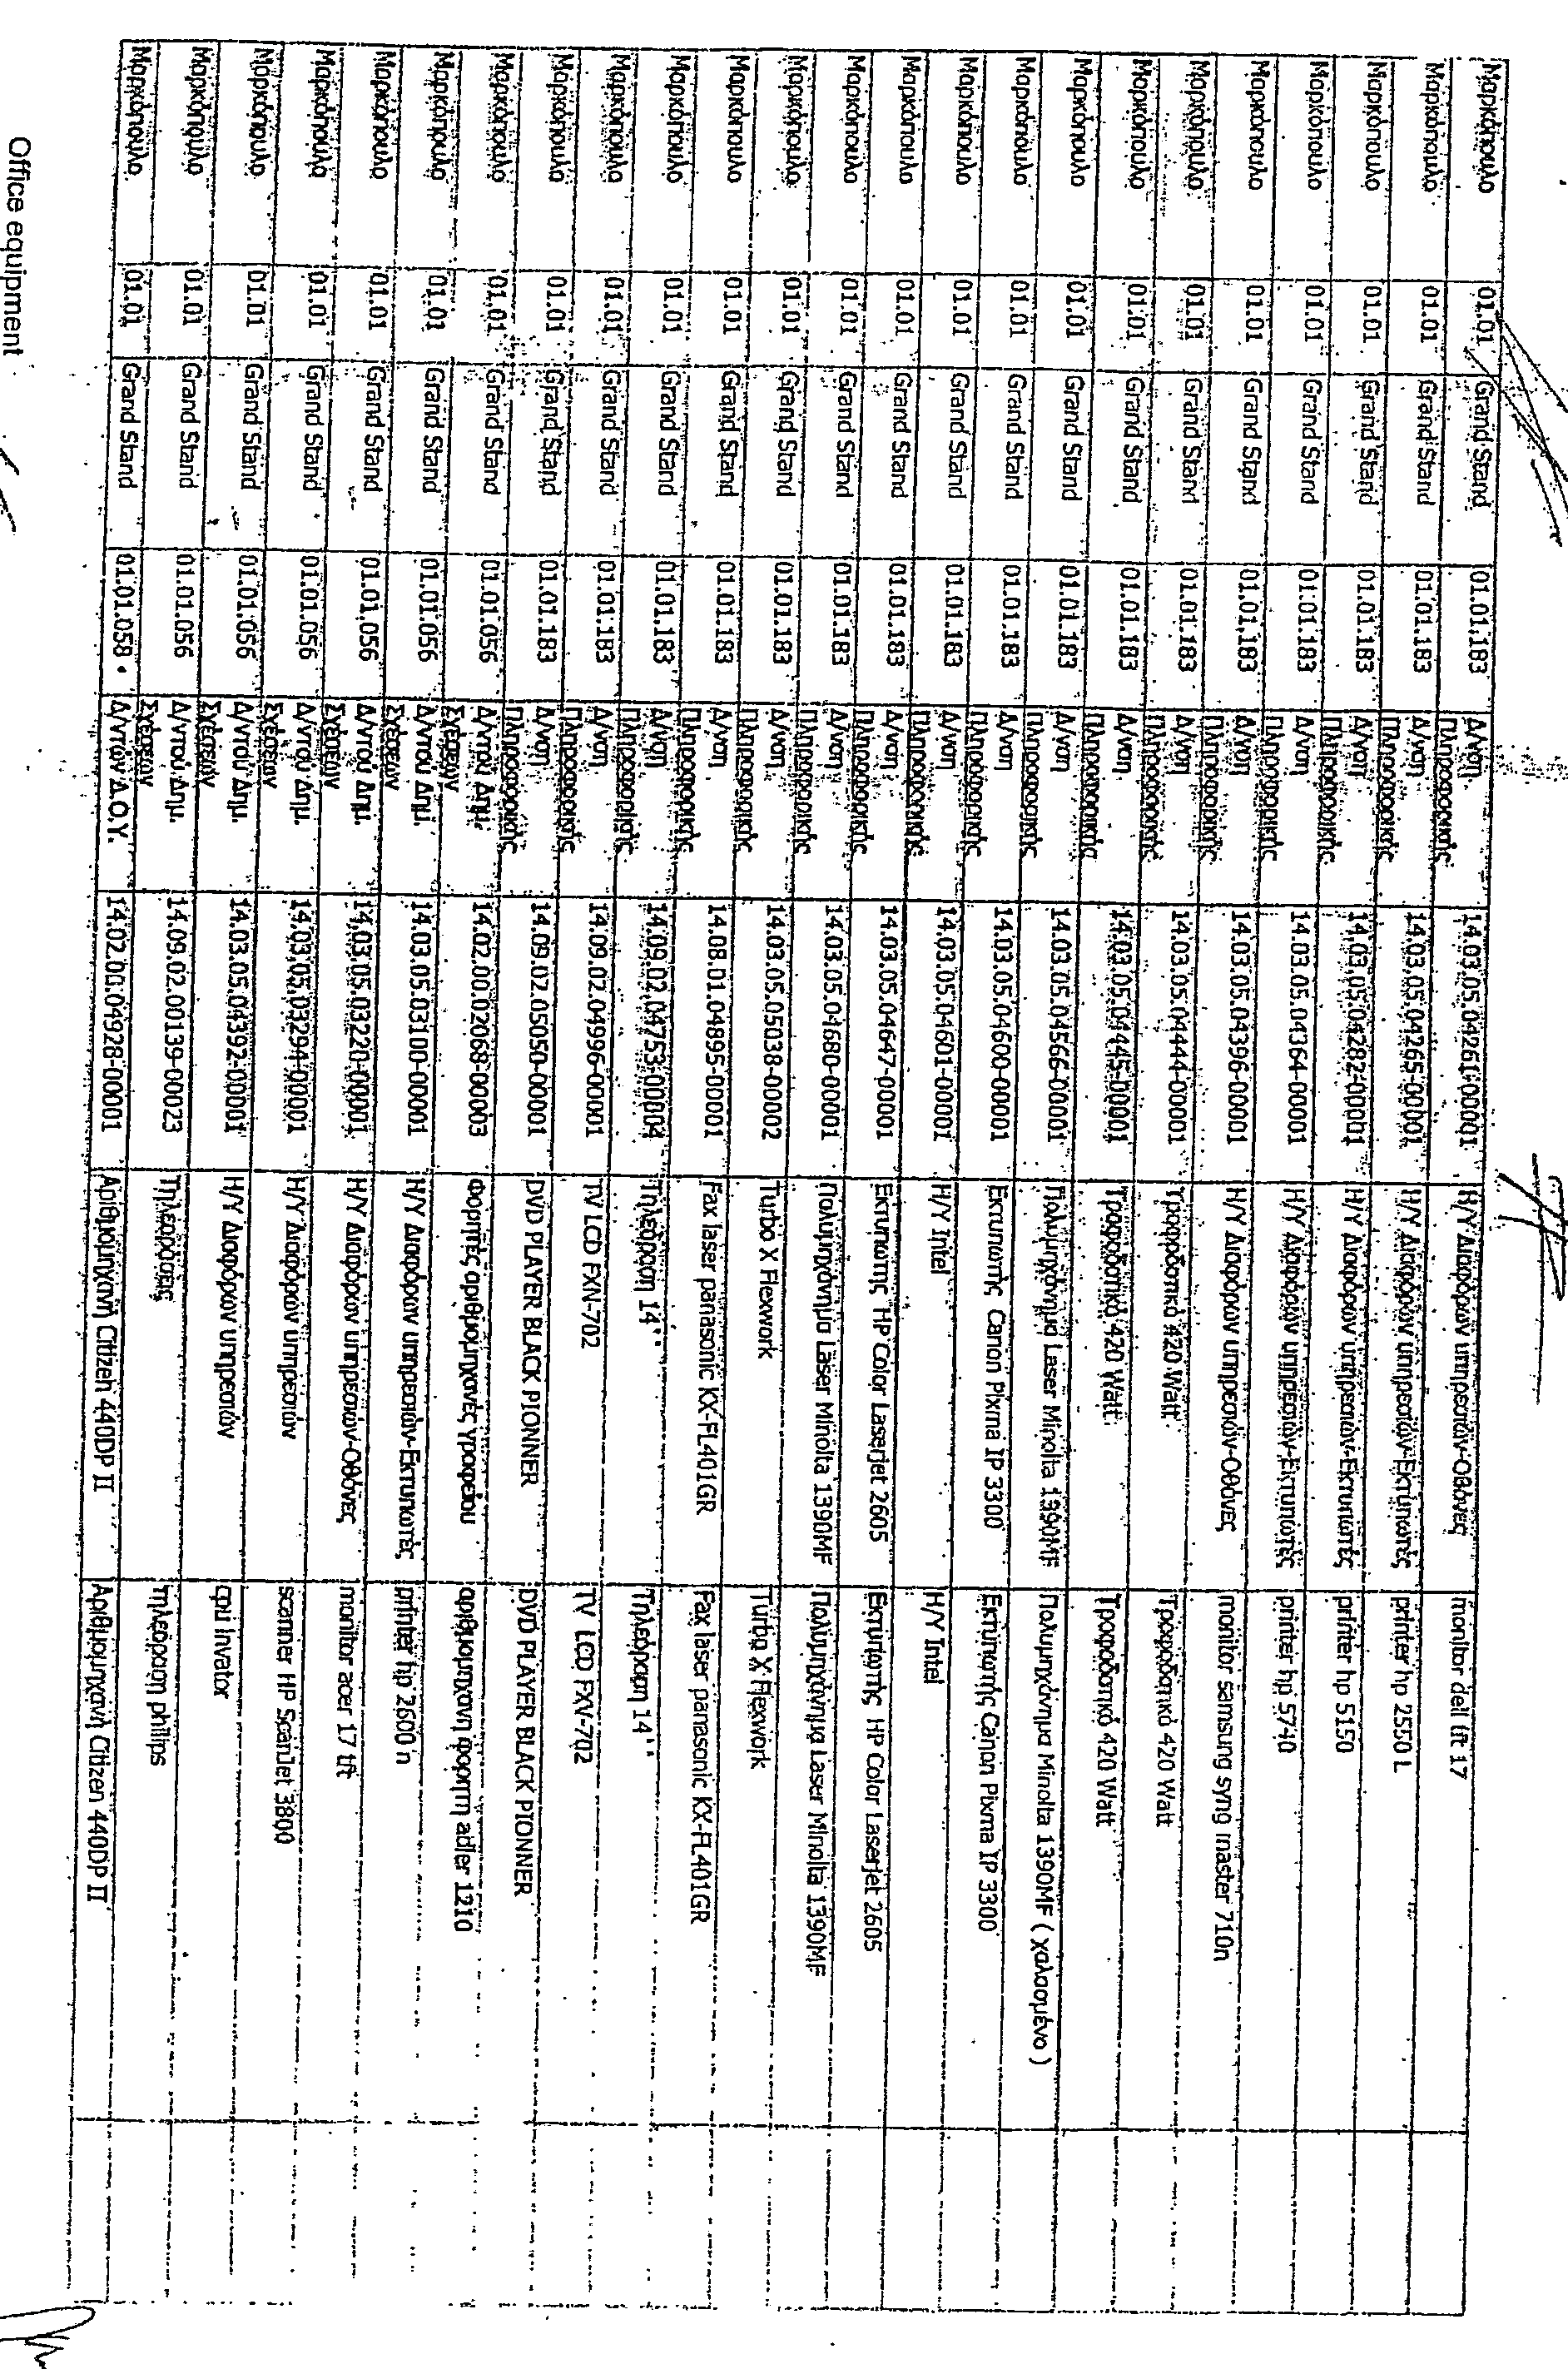 Μαρκόπουλο 01.01 Grand Stand 01.01.183 Δ/νση Πληροφορικής 14.03.05.04261-00001 Η/Υ Διαφόρων υπηρεσιών-Οθόνες monitor dell tft 17
Μαρκόπουλο 01.01 Grand Stand 01.01.183 Δ/νση Πληροφορικής 14.03.05.04265-00001 Η/Υ Διαφόρων υπηρεσιών-Εκτυπωτές printer hp 2550 L
Μαρκόπουλο 01.01 Grand Stand 01.01.183 Δ/νση Πληροφορικής 14.03.05.04282-00001 Η/Υ Διαφόρων υπηρεσιών-Εκτυπωτές printer hp 5150
Μαρκόπουλο 01.01 Grand Stand 01.01.183 Δ/νση Πληροφορικής 14.03.05.04364-00001 Η/Υ Διαφόρων υπηρεσιών-Εκτυπωτές printer hp 5740
Μαρκόπουλο 01.01 Grand Stand 01.01.183 Δ/νση Πληροφορικής 14.03.05.04396-00001 Η/Υ Διαφόρων υπηρεσιών-Οθόνες monitor samsung syng master 710n
Μαρκόπουλο 01.01 Grand Stand 01.01.183 Δ/νση Πληροφορικής 14.03.05.04444-00001 Τροφοδοτικό 420 Watt Τροφοδοτικό 420 Watt
Μαρκόπουλο 01.01 Grand Stand 01.01.183 Δ/νση Πληροφορικής 14.03.05.04445-00001 Τροφοδοτικό 420 Watt Τροφοδοτικό 420 Watt
Μαρκόπουλο 01.01 Grand Stand 01.01.183 Δ/νση Πληροφορικής 14.03.05.04566-00001 Πολυμηχάνημα Laser Minolta 1390MF Πολυμηχάνημα Minolta 1390MF ( χαλασμένο )
Μαρκόπουλο 01.01 Grand Stand 01.01.183 Δ/νση Πληροφορικής 14.03.05.04600-00001 Εκτυπωτής Canon Pixma IP 3300 Εκτυπωτής Canon Pixma IP 3300
Μαρκόπουλο 01.01 Grand Stand 01.01.183 Δ/νση Πληροφορικής 14.03.05.04601-00001 Η/Υ Intel Η/Υ Intel
Μαρκόπουλο 01.01 Grand Stand 01.01.183 Δ/νση Πληροφορικής 14.03.05.04647-00001 Εκτυπωτής HP Color Laserjet 2605 Εκτυπωτής HP Color Laserjet 2605
Μαρκόπουλο 01.01 Grand Stand 01.01.183 Δ/νση Πληροφορικής 14.03.05.04680-00001 Πολυμηχάνημα Laser Minolta 1390MF Πολυμηχάνημα Laser Minolta 1390MF
Μαρκόπουλο 01.01 Grand Stand 01.01.183 Δ/νση Πληροφορικής 14.03.05.05038-00002 Turbo X Flexwork Turbo X Flexwork
Μαρκόπουλο 01.01 Grand Stand 01.01.183 Δ/νση Πληροφορικής 14.08.01.04895-00001 Fax laser panasonic KX-FL401GR Fax laser panasonic KX-FL401GR
Μαρκόπουλο 01.01 Grand Stand 01.01.183 Δ/νση Πληροφορικής 14.09.02.04753-00004 Τηλεόραση 14'' Τηλεόραση 14''
Μαρκόπουλο 01.01 Grand Stand 01.01.183 Δ/νση Πληροφορικής 14.09.02.04996-00001 TV LCD FXN-702 TV LCD FXV-702
Μαρκόπουλο 01.01 Grand Stand 01.01.183 Δ/νση Πληροφορικής 14.09.02.05050-00001 DVD PLAYER BLACK PIONNER DVD PLAYER BLACK PIONNER
Μαρκόπουλο 01.01 Grand Stand 01.01.056 Δ/ντού Δημ. Σχέσεων 14.02.00.02068-00003 Φορητές αριθμομηχανές γραφείου αριθμομηχανη φορητη adler 1210
Μαρκόπουλο 01.01 Grand Stand 01.01.056 Δ/ντού Δημ. Σχέσεων 14.03.05.03100-00001 Η/Υ Διαφόρων υπηρεσιών-Εκτυπωτές printer hp 2600 n
Μαρκόπουλο 01.01 Grand Stand 01.01.056 Δ/ντού Δημ. Σχέσεων 14.03.05.03220-00001 Η/Υ Διαφόρων υπηρεσιών-Οθόνες monitor acer 17 tft
Μαρκόπουλο 01.01 Grand Stand 01.01.056 Δ/ντού Δημ. Σχέσεων 14.03.05.03294-00001 Η/Υ Διαφόρων υπηρεσιών scanner HP ScanJet 3800
Μαρκόπουλο 01.01 Grand Stand 01.01.056 Δ/ντού Δημ. Σχέσεων 14.03.05.04392-00001 Η/Υ Διαφόρων υπηρεσιών cpu invator
Μαρκόπουλο 01.01 Grand Stand 01.01.056 Δ/ντού Δημ. Σχέσεων 14.09.02.00139-00023 Τηλεοράσεις τηλεόραση philips
Μαρκόπουλο 01.01 Grand Stand 01.01.058 Δ/ντών Δ.Ο.Υ. 14.02.00.04928-00001 Αριθμομηχανή Citizen 440DP II Αριθμομηχανή Citizen 440DP II
Office equipment